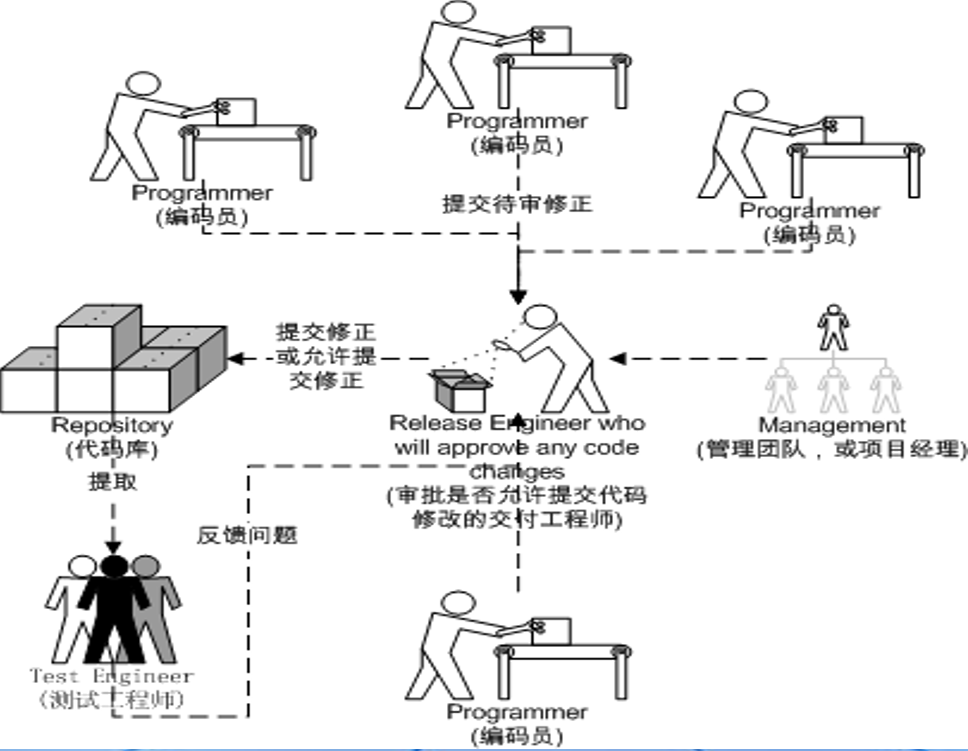 Programmer
(编码员)
Programmer
(编码员)
Programmer
(编码员)
提交待审修正
提交修正
或允许提
交修正
Repository
(代码库)
提取
Release Engineer who
will approve any code
changes
(审批是否允许提交代码
修改的交付工程师)
Management
(管理团队，或项目经理)
反馈问题
Test Engineer
(测试工程师)
Programmer
(编码员)